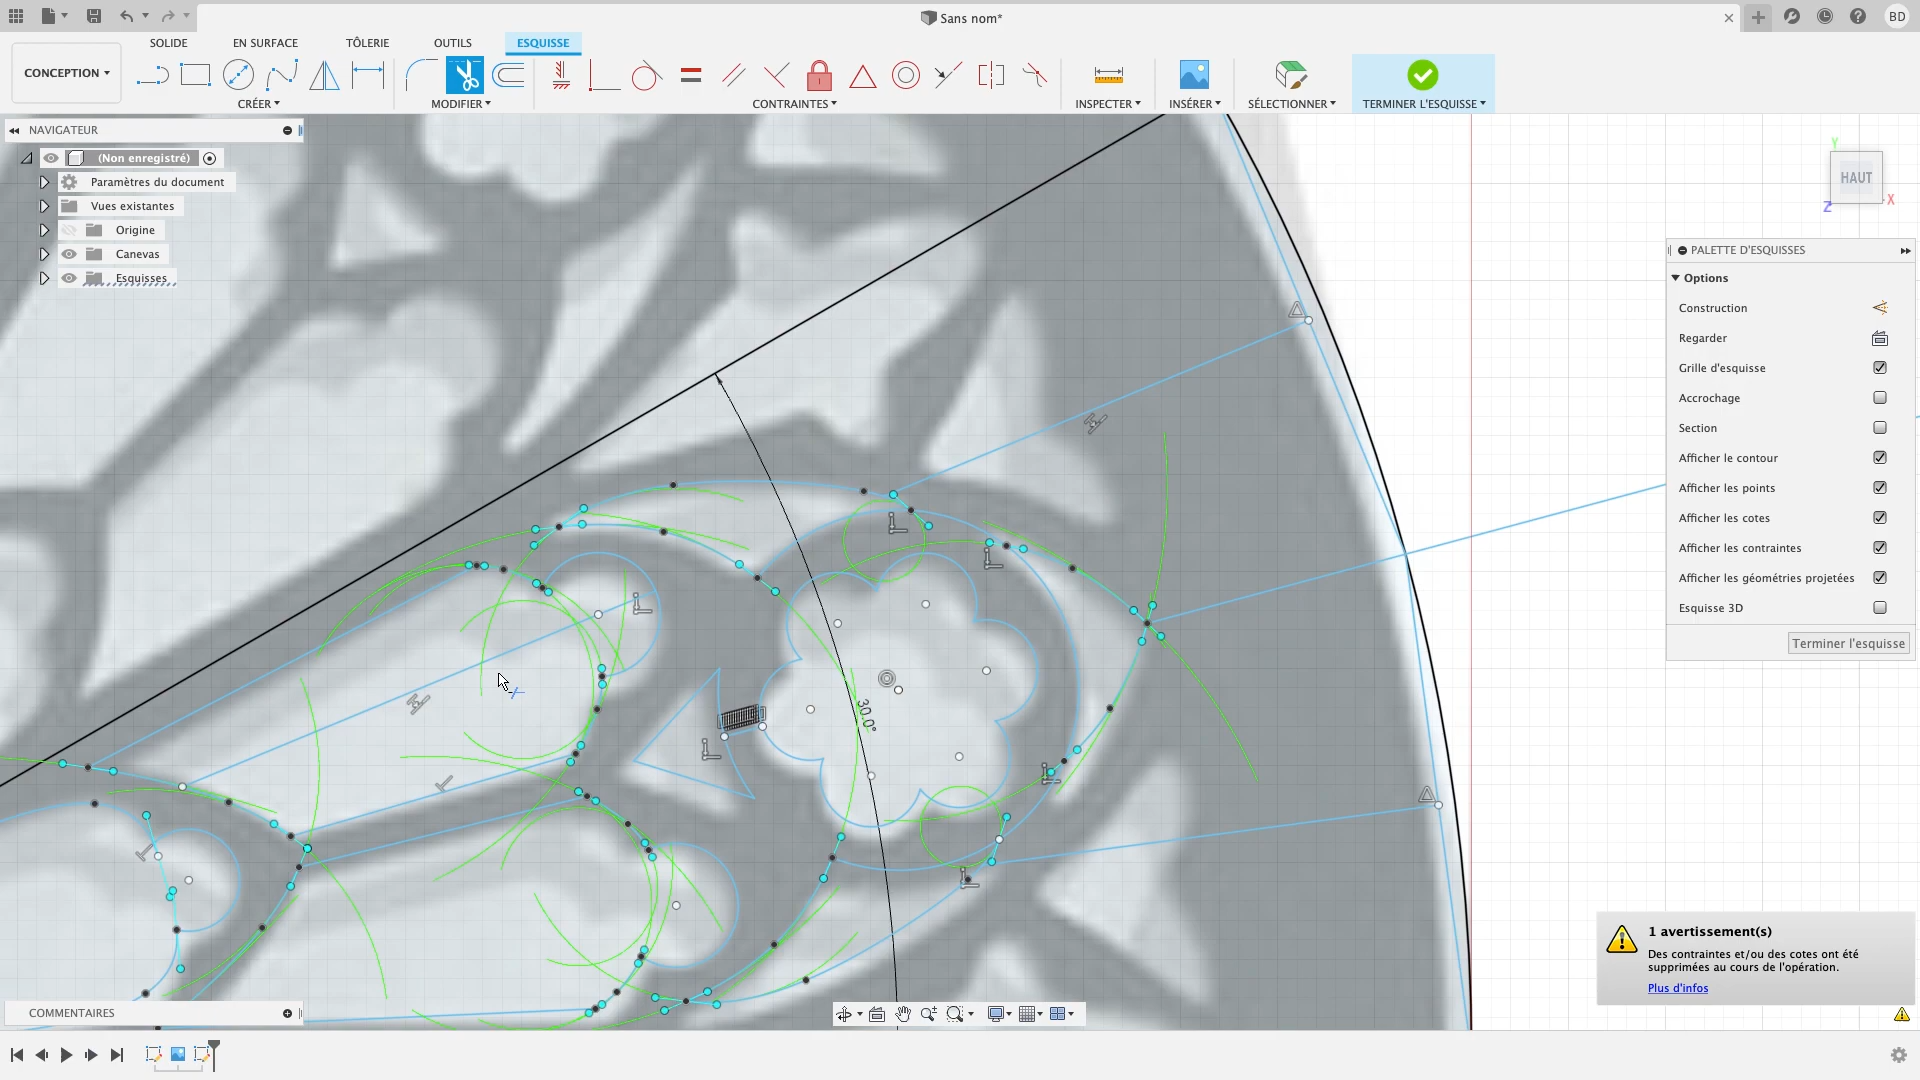 Sans nom*
BD
SOLIDE
EN SURFACE
TÔLERIE
OUTILS
ESQUISSE
CONCEPTION
CRÉER
MODIFIER
CONTRAINTES
INSPECTER
INSÉRER
SÉLECTIONNER
TERMINER L'ESQUISSE
NAVIGATEUR
(Non enregistré)
Paramètres du document
Vues existantes
Origine
Canevas
Esquisses
Y
HAUT
X
Z
PALETTE D'ESQUISSES
Options
Construction
Regarder
Grille d'esquisse
Accrochage
Section
Afficher le contour
Afficher les points
Afficher les cotes
Afficher les contraintes
Afficher les géométries projetées
Esquisse 3D
Terminer l'esquisse
30.0°
1 avertissement(s)
Des contraintes et/ou des cotes ont été
supprimées au cours de l'opération.
Plus d'infos
COMMENTAIRES